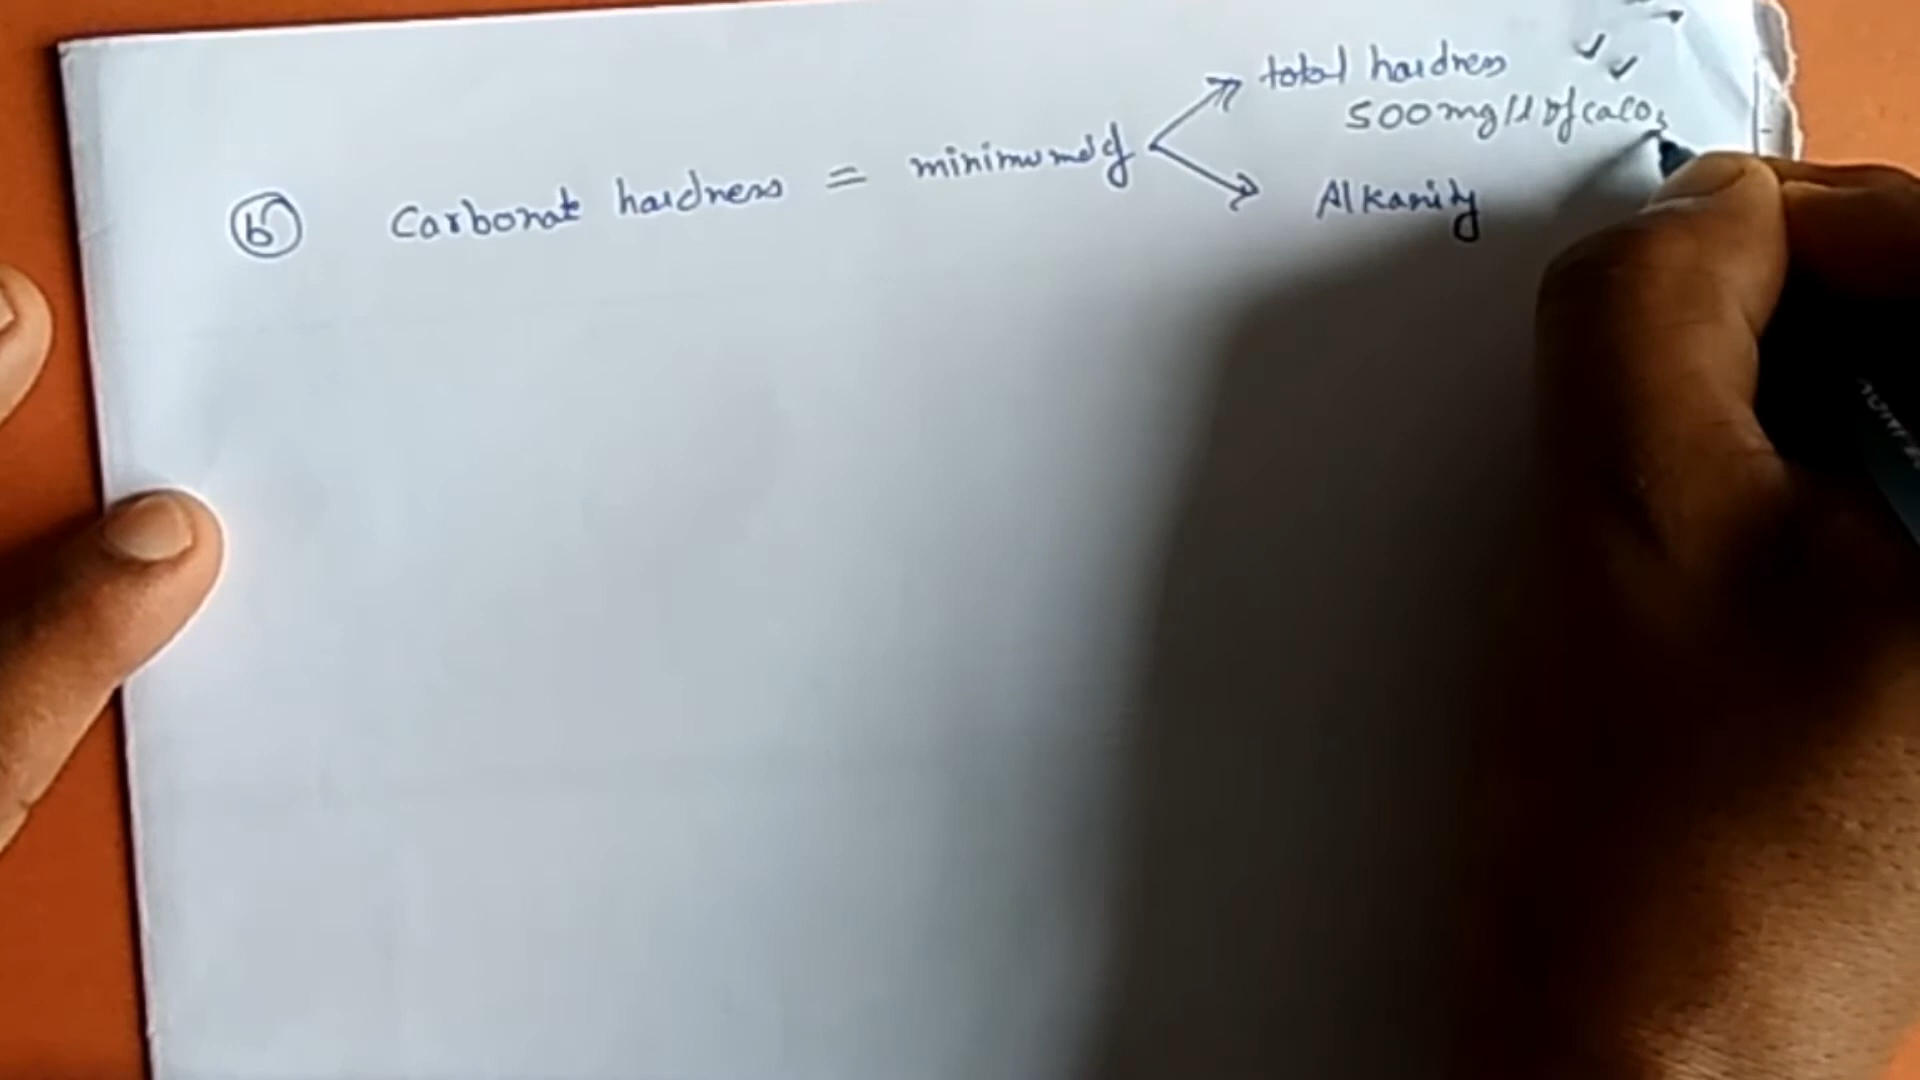 total hardness
500mg/l of caco3
(b) Carbonate hardness = minimum of
Alkanity